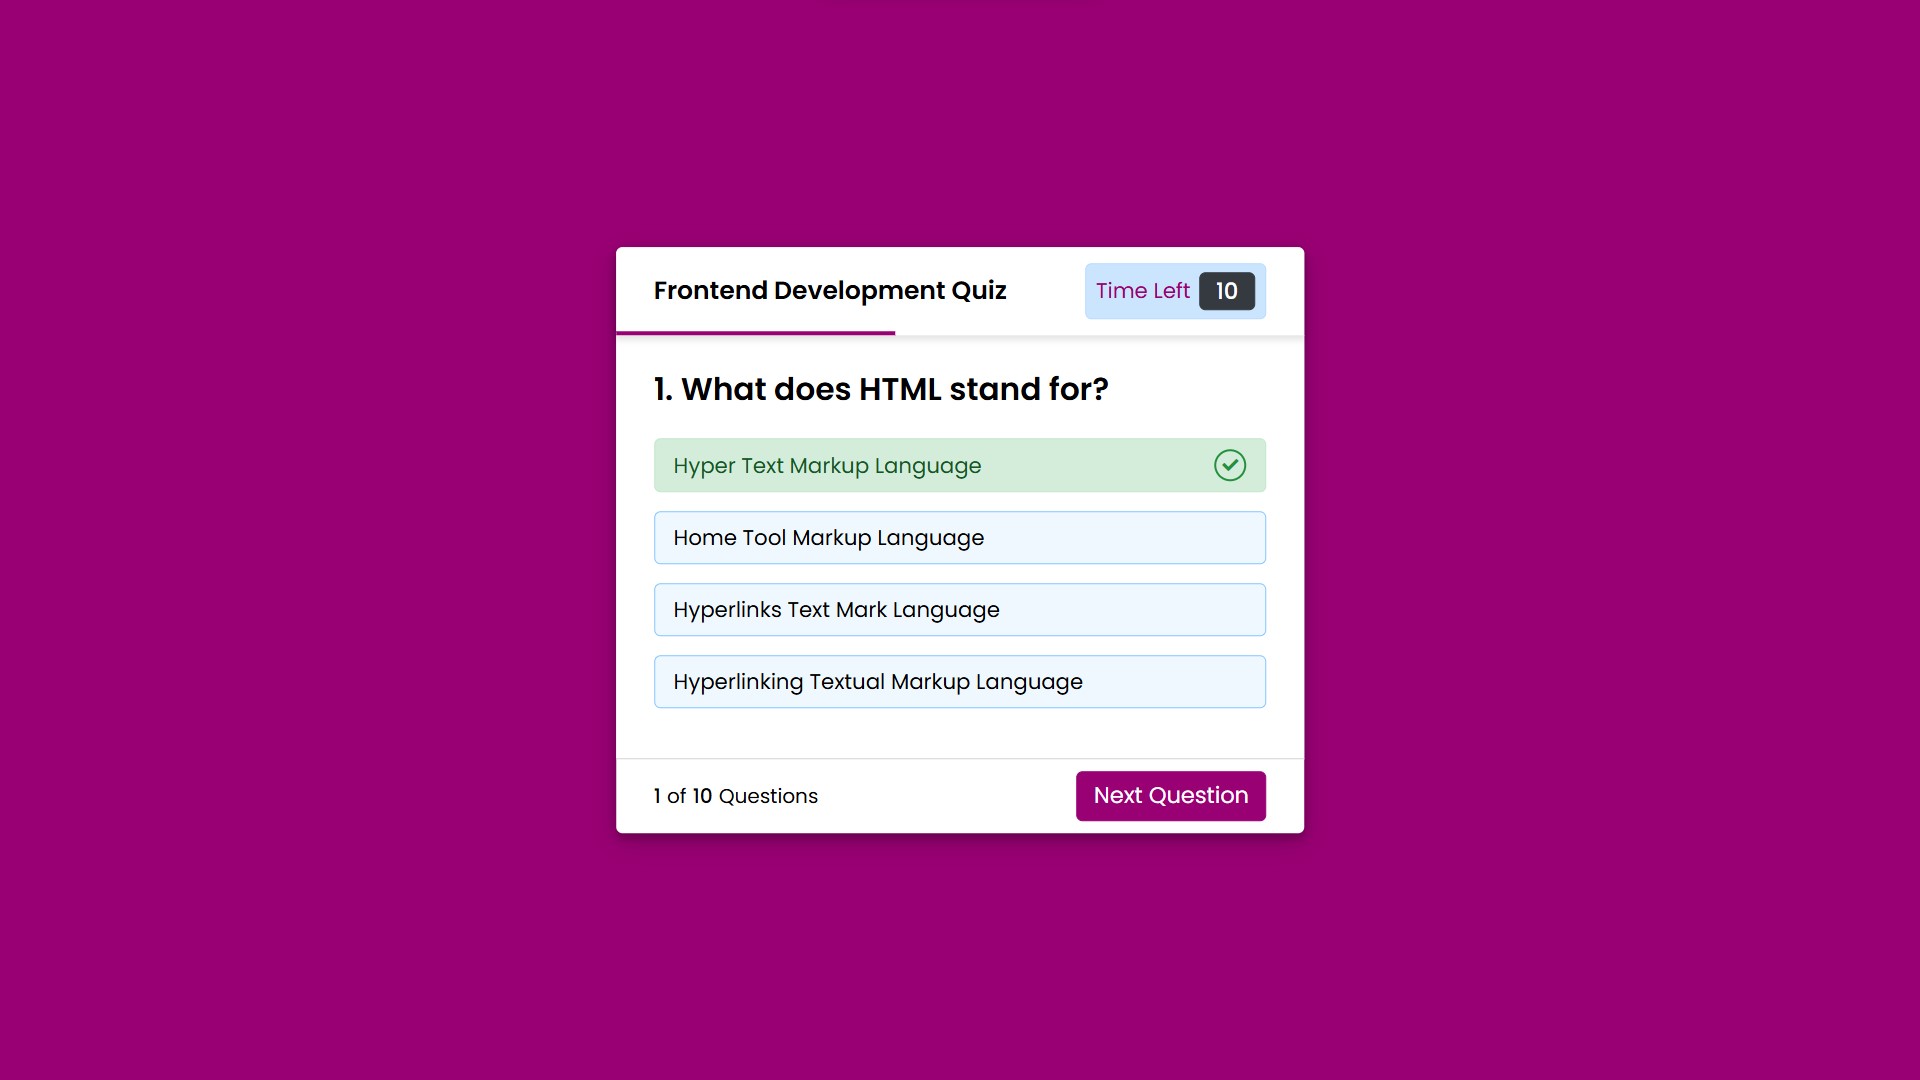 Frontend Development Quiz
Time Left 10
1. What does HTML stand for?
Hyper Text Markup Language
Home Tool Markup Language
Hyperlinks Text Mark Language
Hyperlinking Textual Markup Language
1 of 10 Questions
Next Question